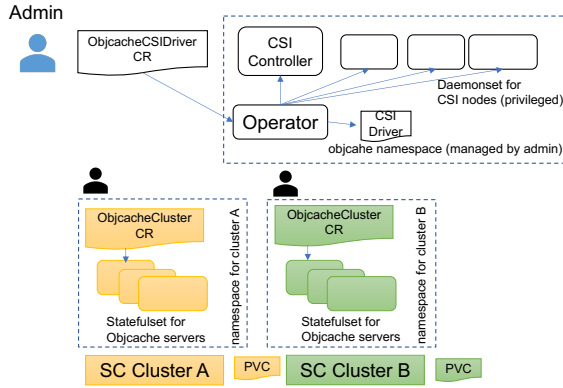 Admin
ObjcacheCSIDriver
CR
CSI
Controller
Daemonset for
CSI nodes (privileged)
Operator
CSI
Driver
objcahe namespace (managed by admin)
ObjcacheCluster
CR
namespace for cluster A
Statefulset for
Objcache servers
ObjcacheCluster
CR
namespace for cluster B
Statefulset for
Objcache servers
SC Cluster A
PVC
SC Cluster B
PVC